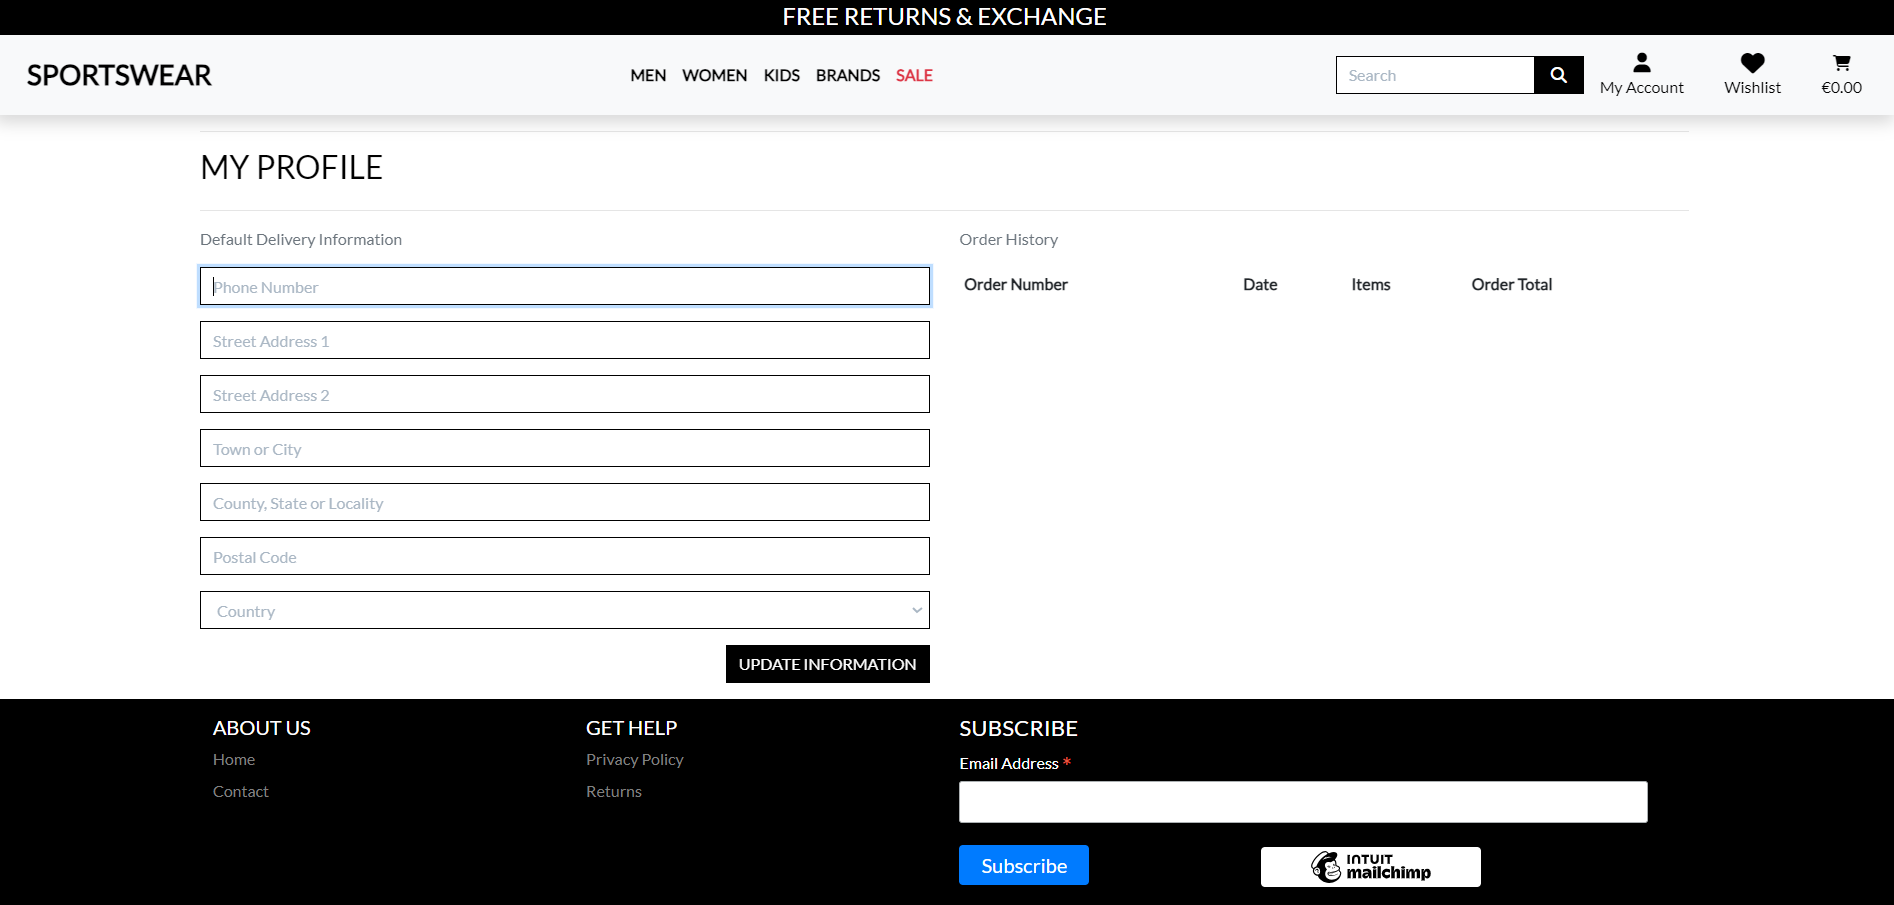 FREE RETURNS & EXCHANGE
SPORTSWEAR
MEN WOMEN KIDS BRANDS SALE
Search
My Account
Wishlist
€0.00
MY PROFILE
Default Delivery Information
Phone Number
Street Address 1
Street Address 2
Town or City
County, State or Locality
Postal Code
Country
UPDATE INFORMATION
Order History
Order Number Date Items Order Total
ABOUT US
Home
Contact
GET HELP
Privacy Policy
Returns
SUBSCRIBE
Email Address *
Subscribe
INTUIT
mailchimp